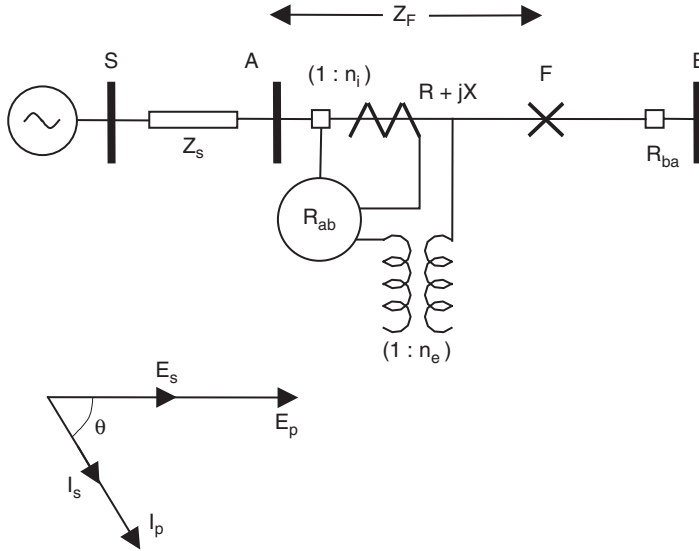 Z_F
S
A
(1 : n_i)
R + jX
F
Z_s
R_ba
R_ab
(1 : n_e)
E_s
E_p
θ
I_s
I_p